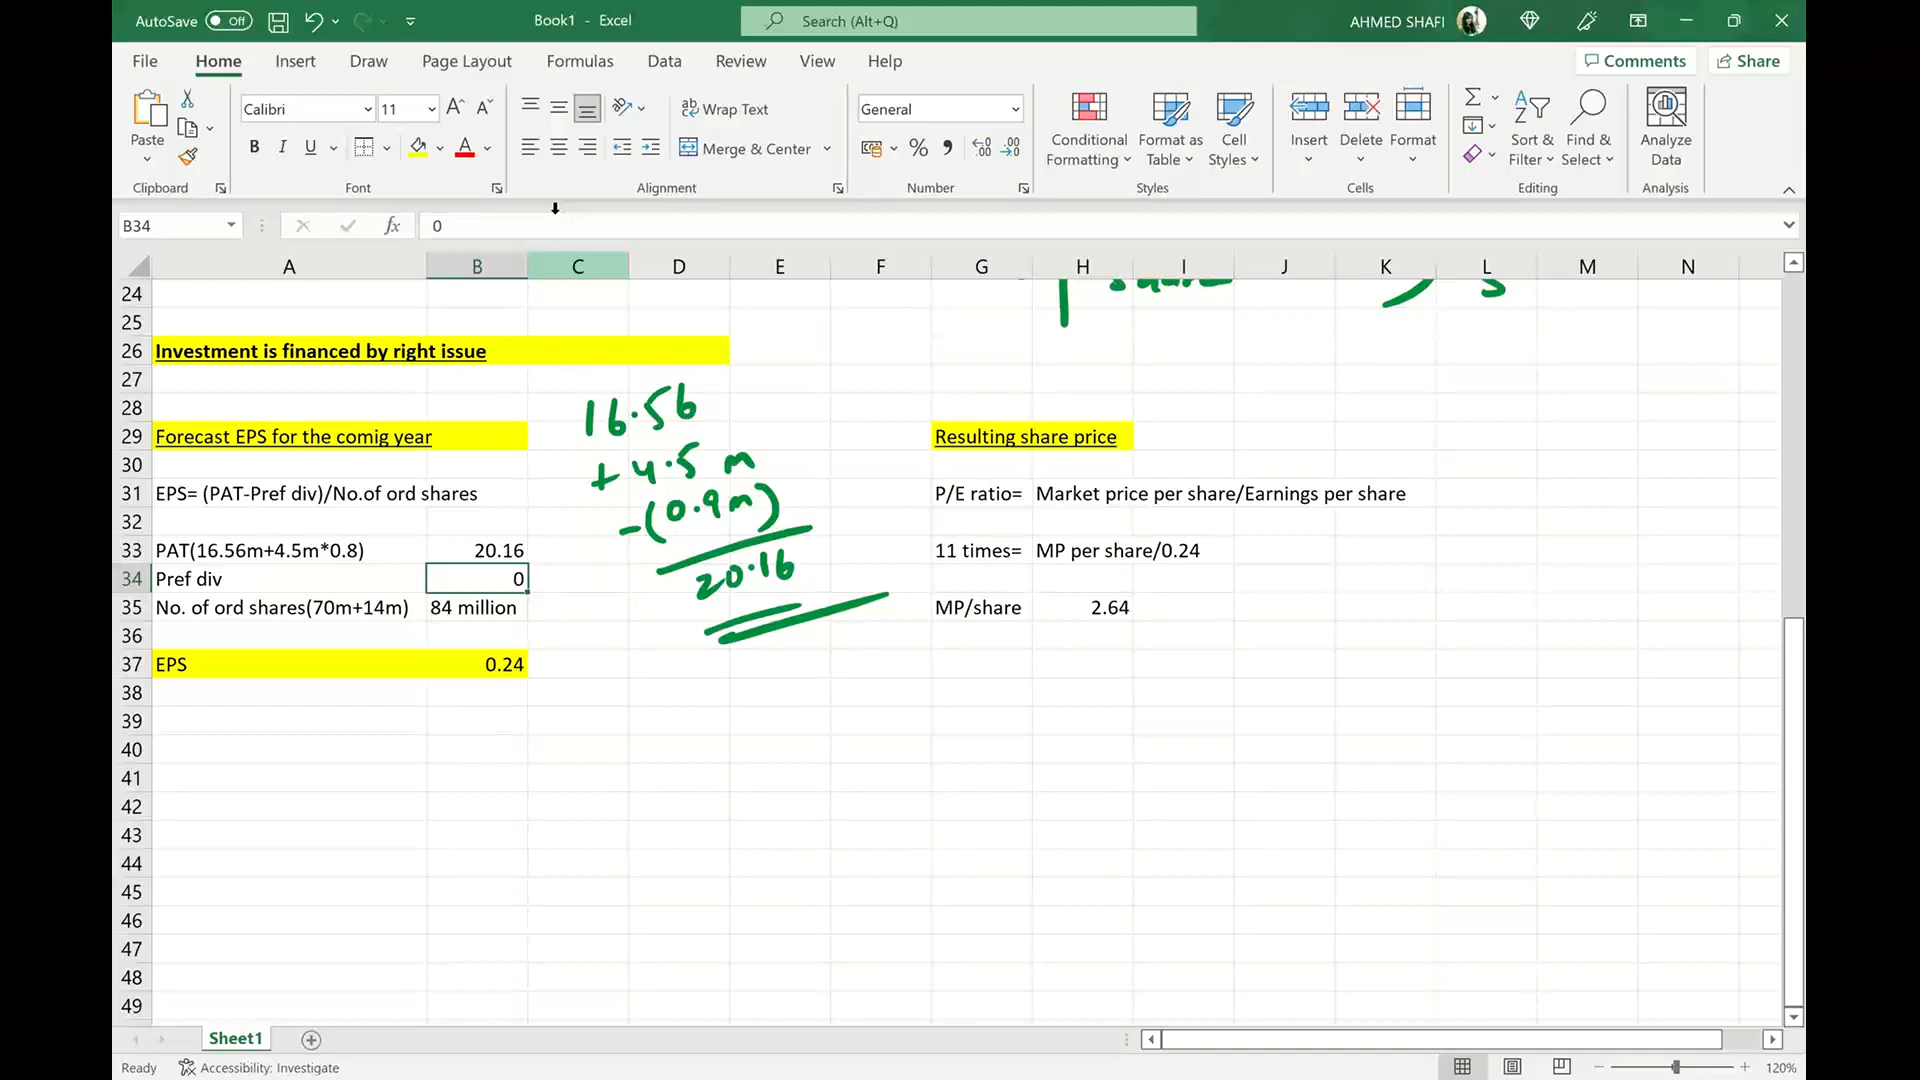 AutoSave Off Book1 - Excel Search (Alt+Q) AHMED SHAFI
File Home Insert Draw Page Layout Formulas Data Review View Help Comments Share
Paste Calibri 11 Wrap Text General Conditional Formatting Format as Table Cell Styles Insert Delete Format Sort & Filter Find & Select Analyze Data
B I U Merge & Center
Clipboard Font Alignment Number Styles Cells Editing Analysis
B34 fx 0
A B C D E F G H I J K L M N
24
25
26 Investment is financed by right issue
27
28
16.56
29 Forecast EPS for the comig year Resulting share price
30
+ 4.5 m
31 EPS= (PAT-Pref div)/No.of ord shares P/E ratio= Market price per share/Earnings per share
-(0.9m)
32
33 PAT(16.56m+4.5m*0.8) 20.16 11 times= MP per share/0.24
20.16
34 Pref div 0
35 No. of ord shares(70m+14m) 84 million MP/share 2.64
36
37 EPS 0.24
38
39
40
41
42
43
44
45
46
47
48
49
Sheet1
Ready Accessibility: Investigate 120%